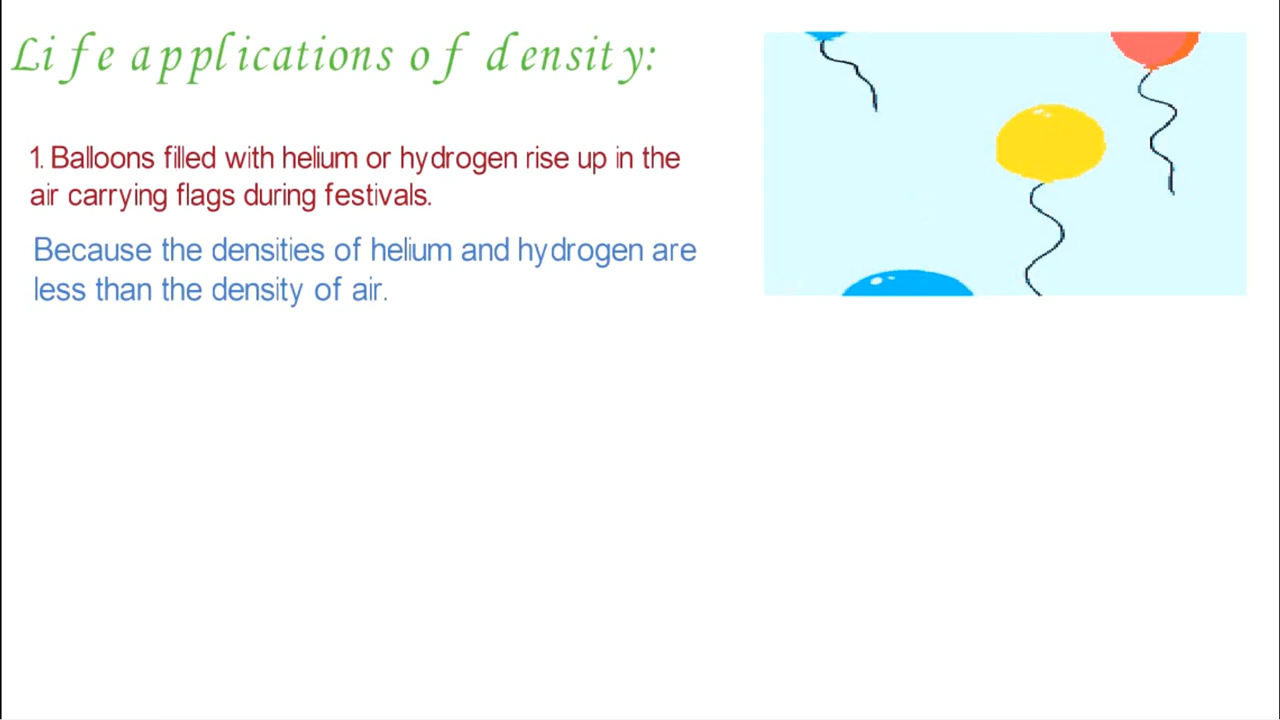 Life applications of density:
1. Balloons filled with helium or hydrogen rise up in the
air carrying flags during festivals.
Because the densities of helium and hydrogen are
less than the density of air.